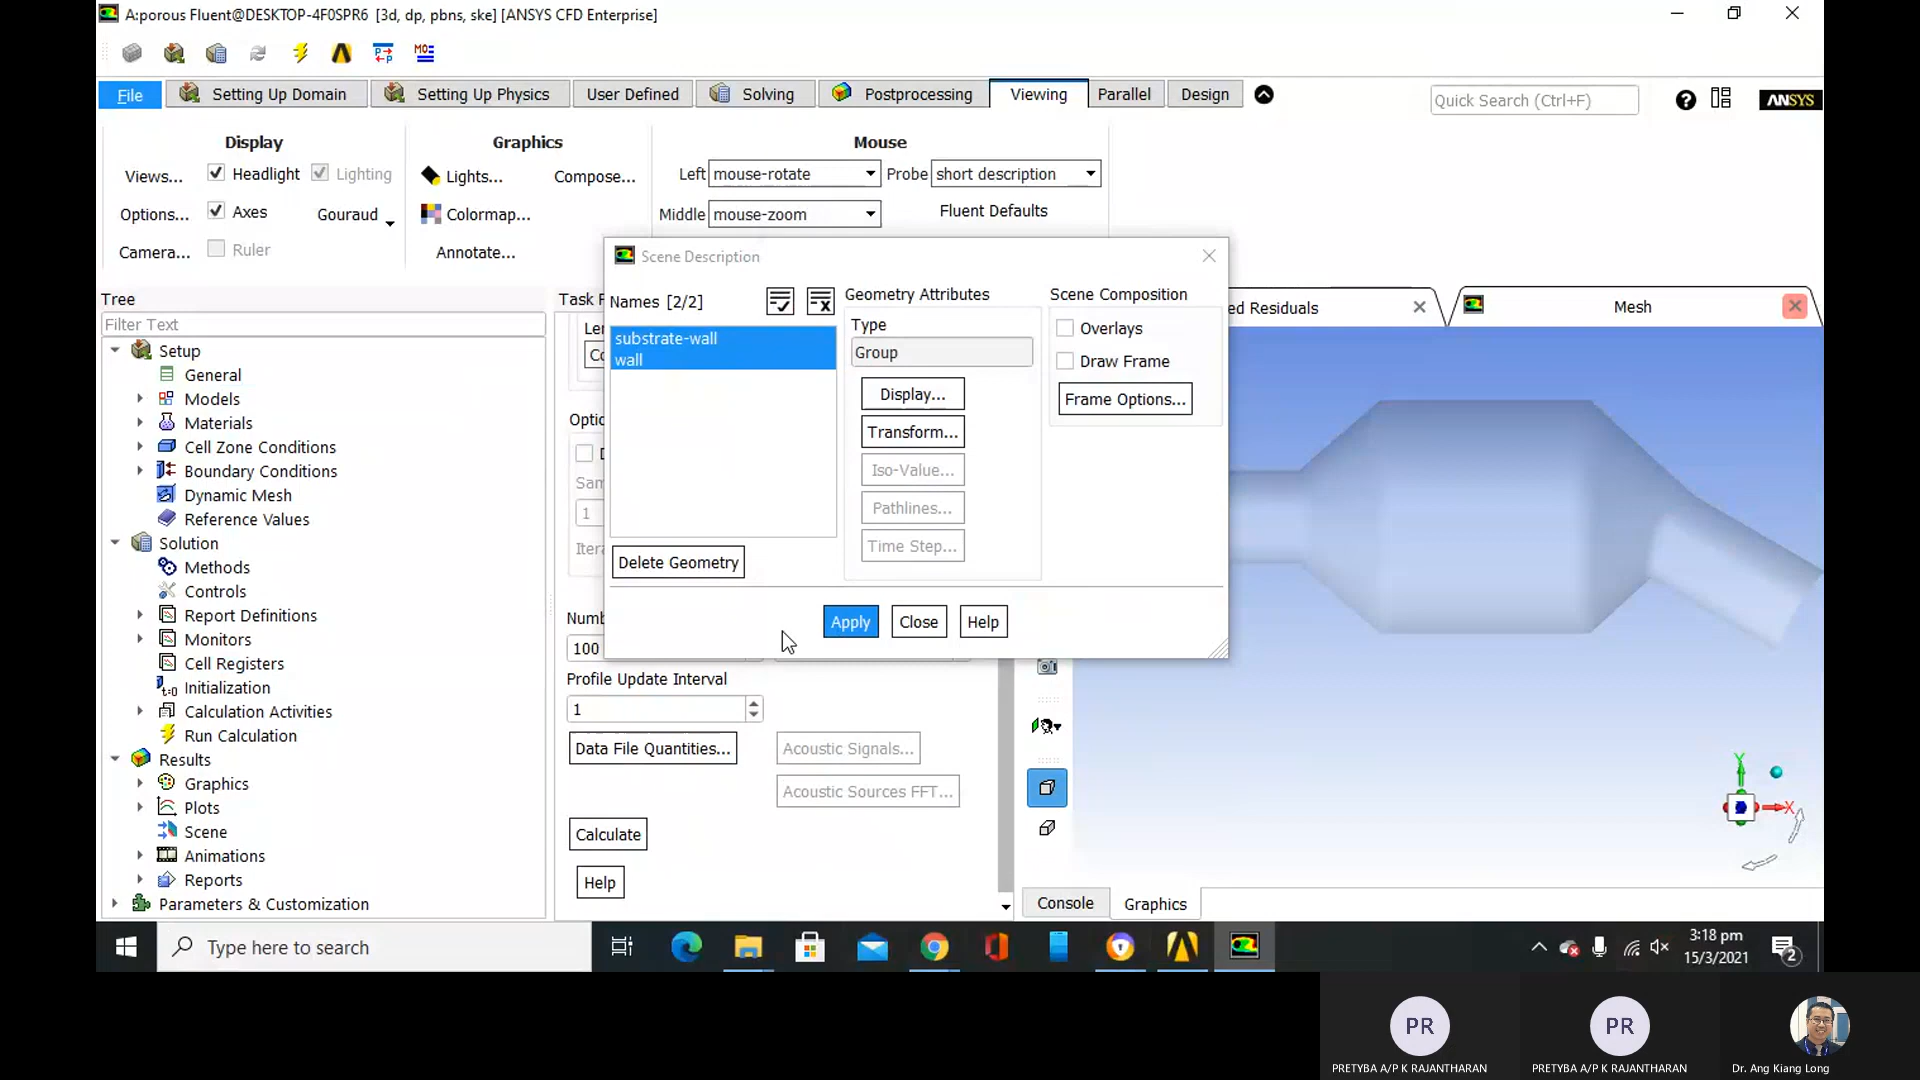 A:porous Fluent@DESKTOP-4F0SPR6 [3d, dp, pbns, ske] [ANSYS CFD Enterprise]
File
Setting Up Domain
Setting Up Physics
User Defined
Solving
Postprocessing
Viewing
Parallel
Design
Quick Search (Ctrl+F)
ANSYS
Display
Graphics
Mouse
Views...
Headlight
Lighting
Lights...
Compose...
Left
mouse-rotate
Probe
short description
Options...
Axes
Gouraud
Colormap...
Middle
mouse-zoom
Fluent Defaults
Camera...
Ruler
Annotate...
Tree
Filter Text
Setup
General
Models
Materials
Cell Zone Conditions
Boundary Conditions
Dynamic Mesh
Reference Values
Solution
Methods
Controls
Report Definitions
Monitors
Cell Registers
Initialization
Calculation Activities
Run Calculation
Results
Graphics
Plots
Scene
Animations
Reports
Parameters & Customization
Task
Optio
1
Numb
100
Profile Update Interval
1
Data File Quantities...
Acoustic Signals...
Acoustic Sources FFT...
Calculate
Help
Scene Description
Names [2/2]
substrate-wall
wall
Delete Geometry
Geometry Attributes
Type
Group
Display...
Transform...
Iso-Value...
Pathlines...
Time Step...
Scene Composition
Overlays
Draw Frame
Frame Options...
Apply
Close
Help
ed Residuals
Mesh
Y
X
Console
Graphics
Type here to search
3:18 pm
15/3/2021
2
PR
PRETYBA A/P K RAJANTHARAN
PR
PRETYBA A/P K RAJANTHARAN
Dr. Ang Kiang Long